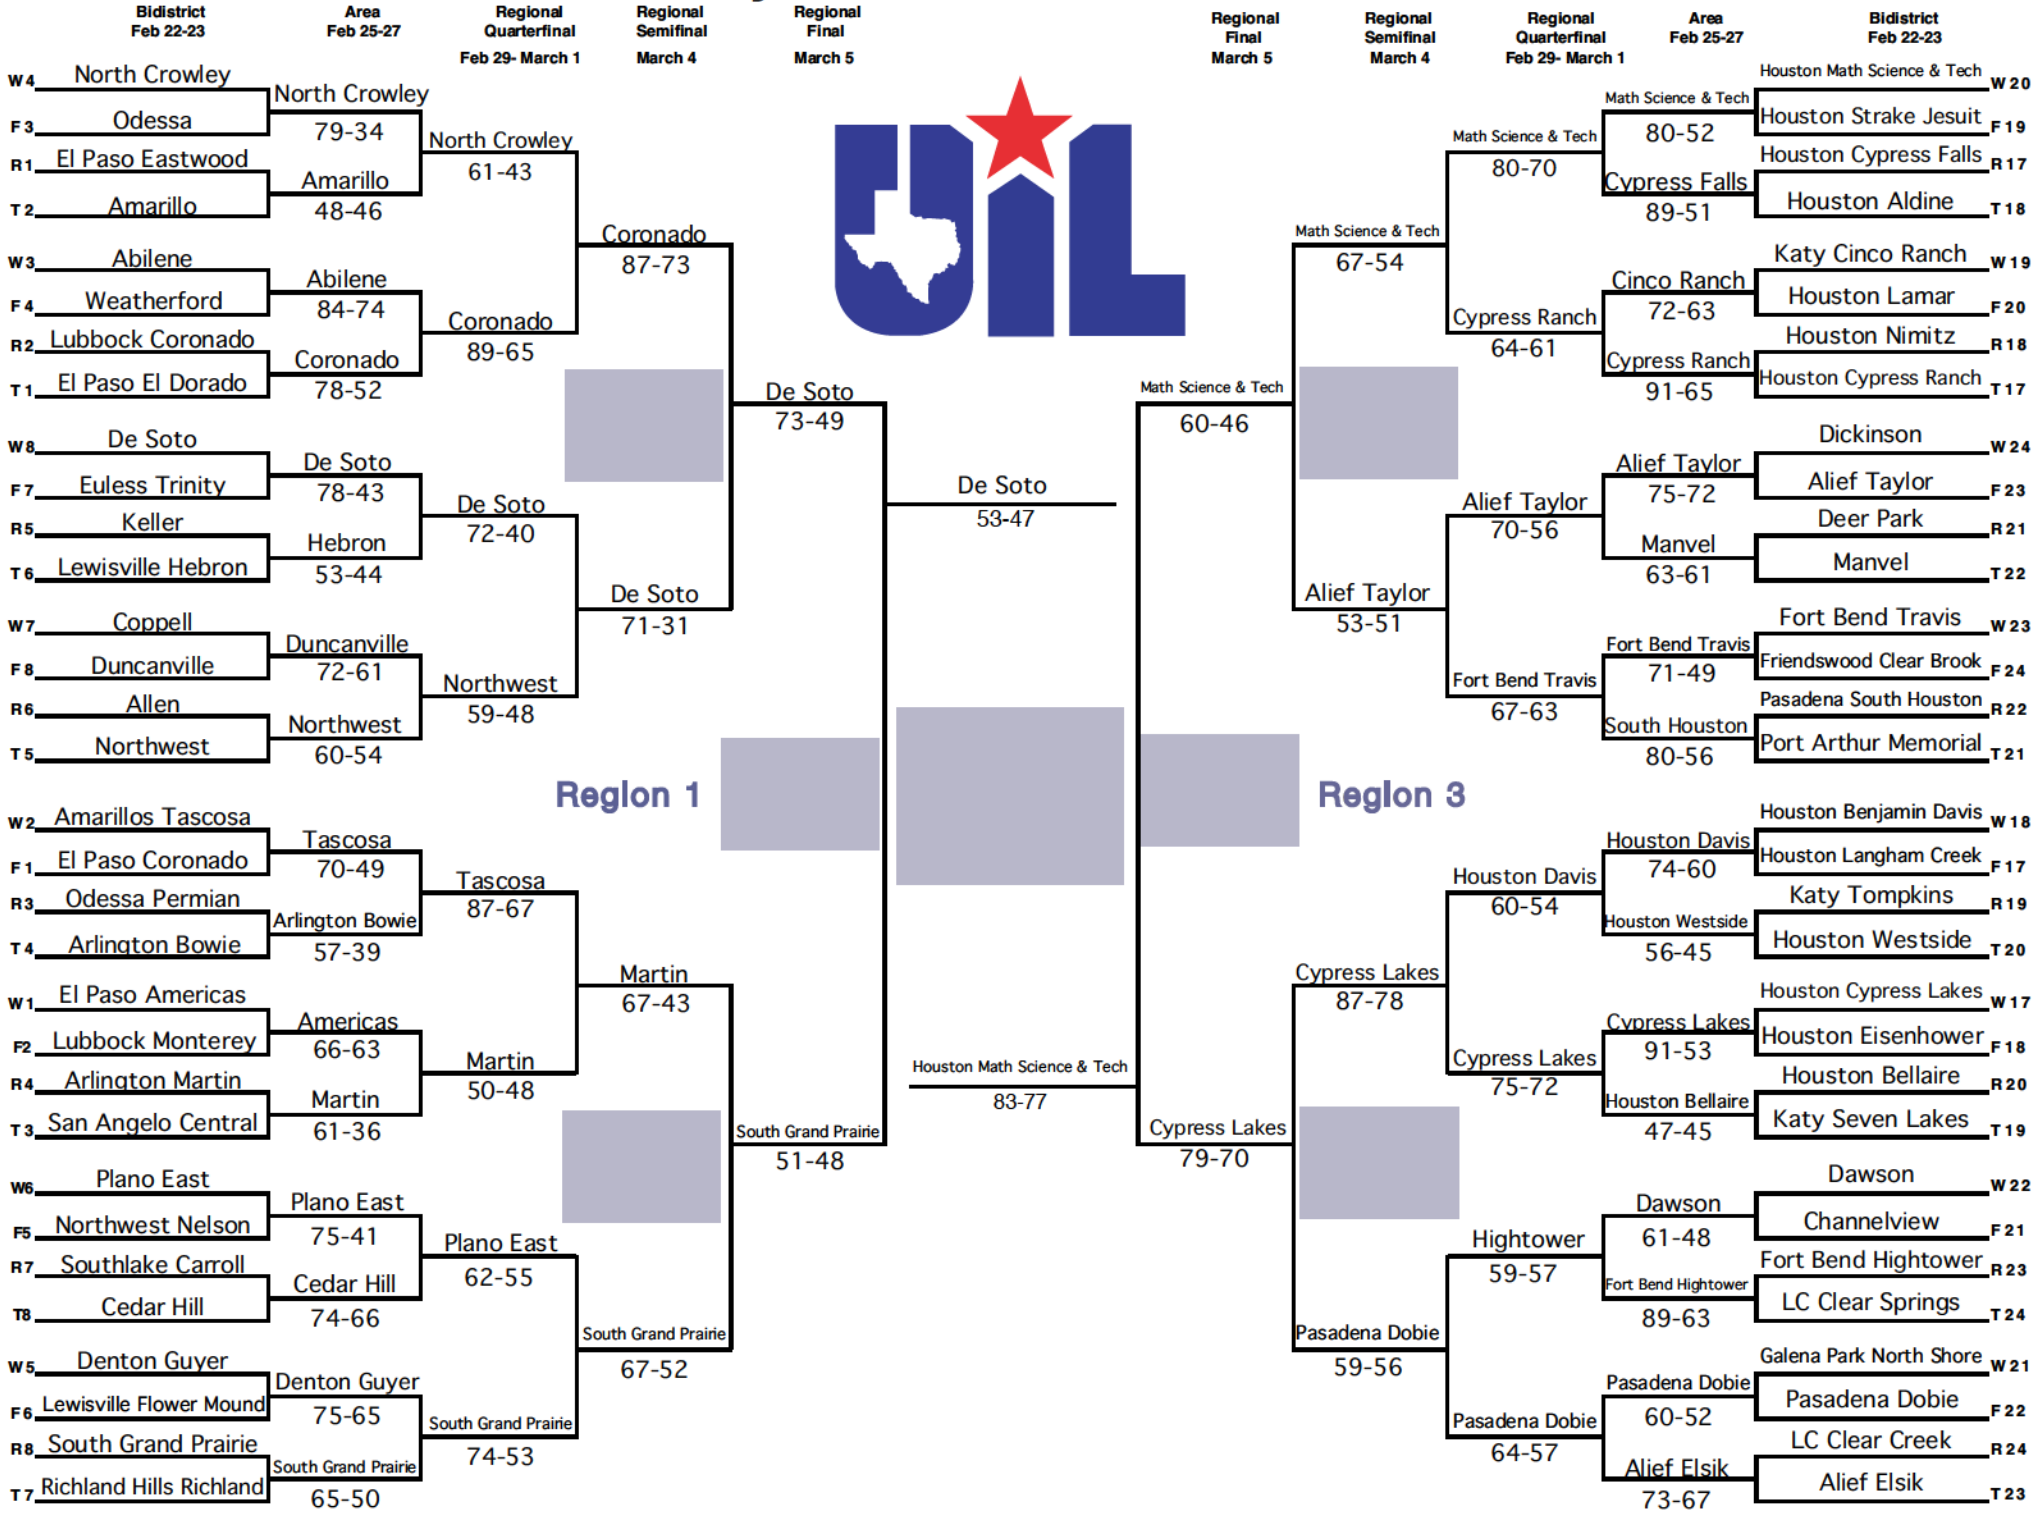 Bidistrict
Feb 22-23
Area
Feb 25-27
Regional
Quarterfinal
Feb 29- March 1
Regional
Semifinal
March 4
Regional
Final
March 5
W4 North Crowley
F3 Odessa
R1 El Paso Eastwood
T2 Amarillo
W3 Abilene
F4 Weatherford
R2 Lubbock Coronado
T1 El Paso El Dorado
W8 De Soto
F7 Euless Trinity
R5 Keller
T6 Lewisville Hebron
W7 Coppell
F8 Duncanville
R6 Allen
T5 Northwest
W2 Amarillos Tascosa
F1 El Paso Coronado
R3 Odessa Permian
T4 Arlington Bowie
W1 El Paso Americas
F2 Lubbock Monterey
R4 Arlington Martin
T3 San Angelo Central
W6 Plano East
F5 Northwest Nelson
R7 Southlake Carroll
T8 Cedar Hill
W5 Denton Guyer
F6 Lewisville Flower Mound
R8 South Grand Prairie
T7 Richland Hills Richland
North Crowley
79-34
Amarillo
48-46
Abilene
84-74
Coronado
78-52
De Soto
78-43
Hebron
53-44
Duncanville
72-61
Northwest
60-54
Tascosa
70-49
Arlington Bowie
57-39
Americas
66-63
Martin
61-36
Plano East
75-41
Cedar Hill
74-66
Denton Guyer
75-65
South Grand Prairie
65-50
North Crowley
61-43
Coronado
89-65
De Soto
72-40
Northwest
59-48
Tascosa
87-67
Martin
50-48
Plano East
62-55
South Grand Prairie
74-53
Coronado
87-73
De Soto
71-31
Martin
67-43
South Grand Prairie
67-52
De Soto
73-49
South Grand Prairie
51-48
Region 1
UIL
De Soto
53-47
Houston Math Science & Tech
83-77
Regional
Final
March 5
Regional
Semifinal
March 4
Regional
Quarterfinal
Feb 29- March 1
Area
Feb 25-27
Bidistrict
Feb 22-23
Math Science & Tech
60-46
Cypress Lakes
79-70
Region 3
Math Science & Tech
67-54
Alief Taylor
53-51
Cypress Lakes
87-78
Pasadena Dobie
59-56
Math Science & Tech
80-70
Cypress Ranch
64-61
Alief Taylor
70-56
Fort Bend Travis
67-63
Houston Davis
60-54
Cypress Lakes
75-72
Hightower
59-57
Pasadena Dobie
64-57
Math Science & Tech
80-52
Cypress Falls
89-51
Cinco Ranch
72-63
Cypress Ranch
91-65
Alief Taylor
75-72
Manvel
63-61
Fort Bend Travis
71-49
South Houston
80-56
Houston Davis
74-60
Houston Westside
56-45
Cypress Lakes
91-53
Houston Bellaire
47-45
Dawson
61-48
Fort Bend Hightower
89-63
Pasadena Dobie
60-52
Alief Elsik
73-67
Houston Math Science & Tech W20
Houston Strake Jesuit F19
Houston Cypress Falls R17
Houston Aldine T18
Katy Cinco Ranch W19
Houston Lamar F20
Houston Nimitz R18
Houston Cypress Ranch T17
Dickinson W24
Alief Taylor F23
Deer Park R21
Manvel T22
Fort Bend Travis W23
Friendswood Clear Brook F24
Pasadena South Houston R22
Port Arthur Memorial T21
Houston Benjamin Davis W18
Houston Langham Creek F17
Katy Tompkins R19
Houston Westside T20
Houston Cypress Lakes W17
Houston Eisenhower F18
Houston Bellaire R20
Katy Seven Lakes T19
Dawson W22
Channelview F21
Fort Bend Hightower R23
LC Clear Springs T24
Galena Park North Shore W21
Pasadena Dobie F22
LC Clear Creek R24
Alief Elsik T23